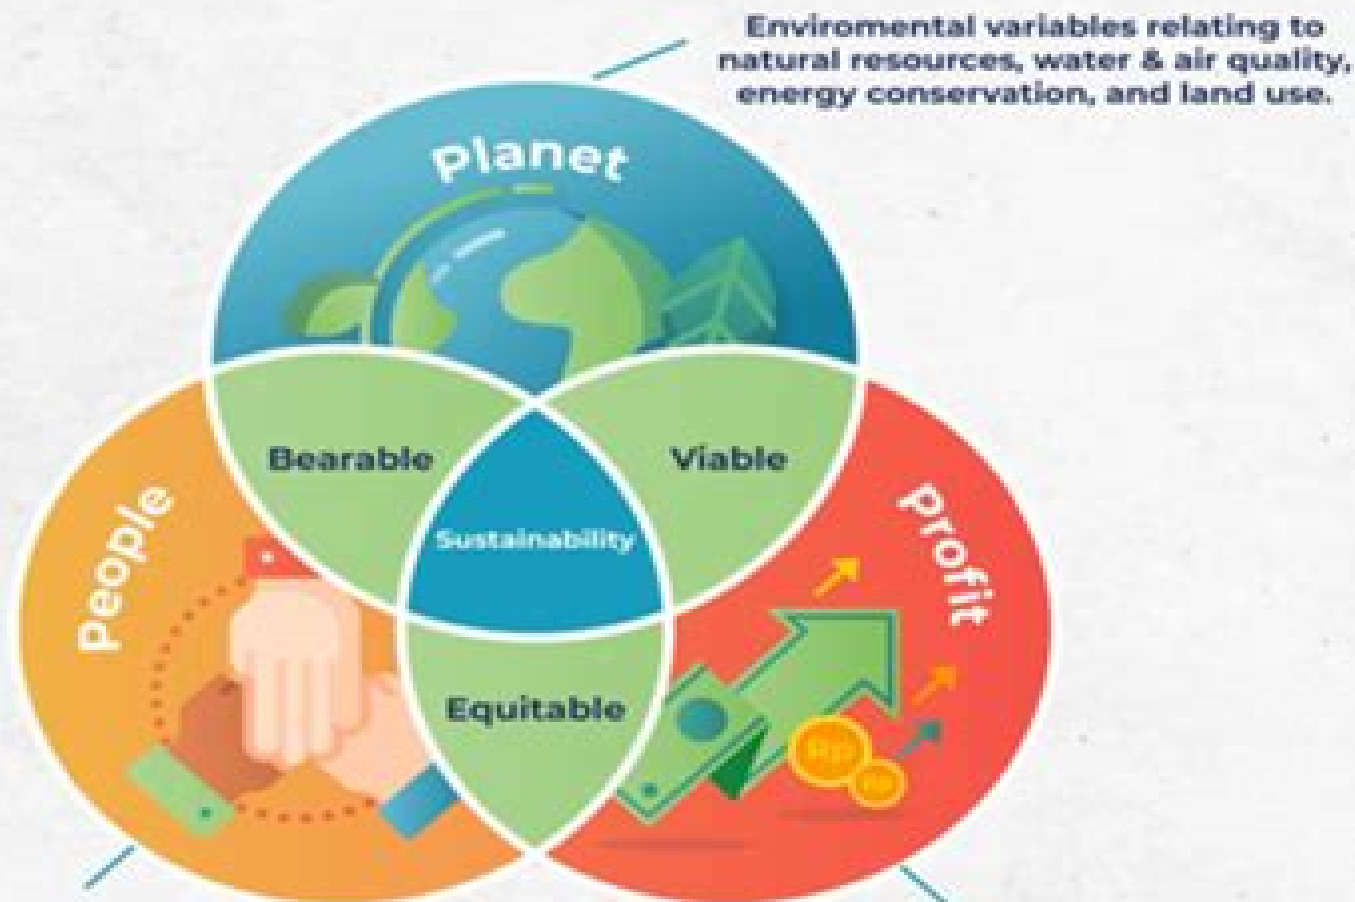 Enviromental variables relating to
natural resources, water & air quality,
energy conservation, and land use.
Planet
Bearable
Viable
People
Sustainability
Profit
Equitable
Rp